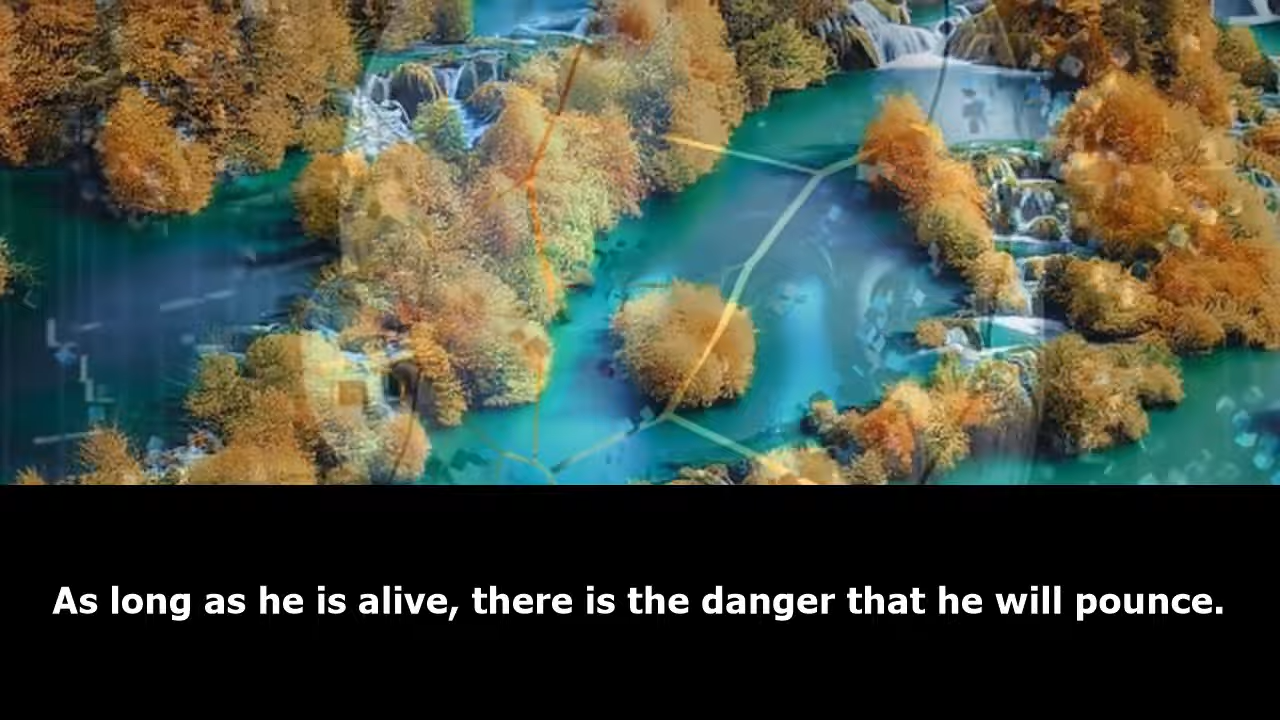 As long as he is alive, there is the danger that he will pounce.